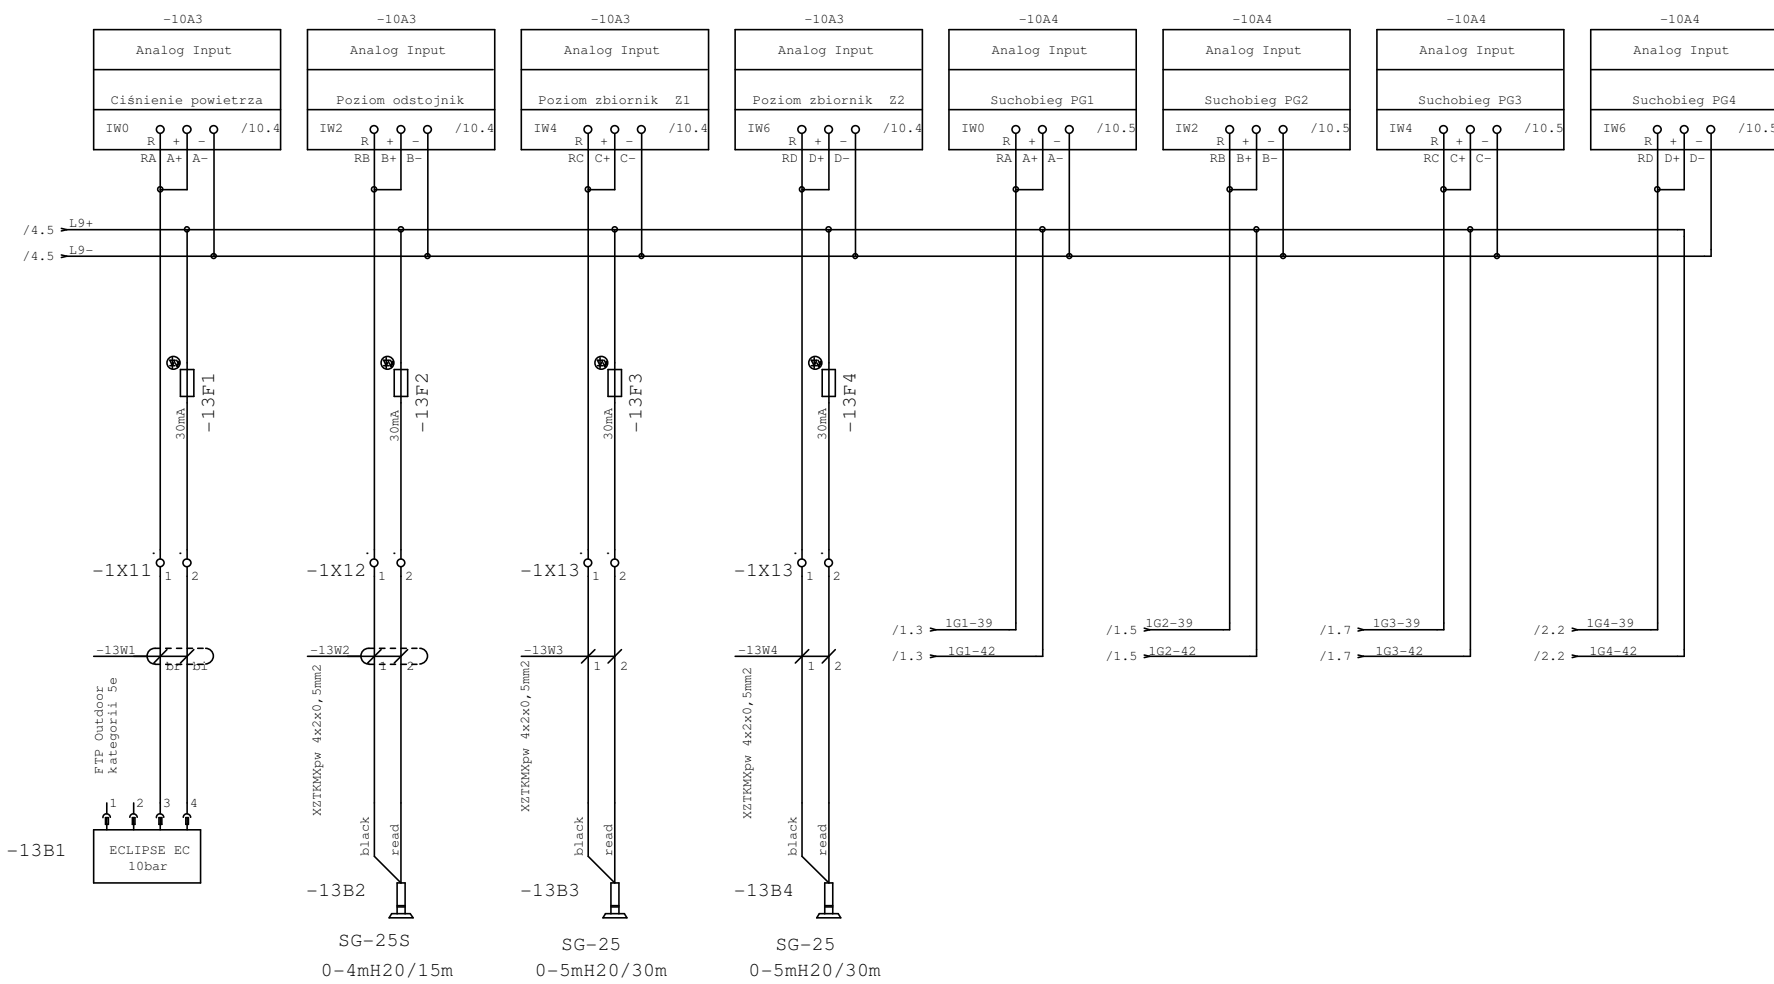 -10A3 -10A3 -10A3 -10A3 -10A4 -10A4 -10A4 -10A4
Analog Input Analog Input Analog Input Analog Input Analog Input Analog Input Analog Input Analog Input
Ciśnienie powietrza Poziom odstojnik Poziom zbiornik Z1 Poziom zbiornik Z2 Suchobieg PG1 Suchobieg PG2 Suchobieg PG3 Suchobieg PG4
IW0 /10.4 IW2 /10.4 IW4 /10.4 IW6 /10.4 IW0 /10.5 IW2 /10.5 IW4 /10.5 IW6 /10.5
R + - R + - R + - R + - R + - R + - R + - R + -
RA A+ A- RB B+ B- RC C+ C- RD D+ D- RA A+ A- RB B+ B- RC C+ C- RD D+ D-
/4.5 L9+
/4.5 L9-
-13F1 -13F2 -13F3 -13F4
30mA 30mA 30mA 30mA
-1X11 1 2 -1X12 1 2 -1X13 1 2 -1X13 1 2
/1.3 1G1-39 /1.5 1G2-39 /1.7 1G3-39 /2.2 1G4-39
-13W1 -13W2 -13W3 -13W4 /1.3 1G1-42 /1.5 1G2-42 /1.7 1G3-42 /2.2 1G4-42
br bi 1 2 1 2 1 2
FTP Outdoor
kategorii 5e
XZTKMXpw 4x2x0,5mm2 XZTKMXpw 4x2x0,5mm2 XZTKMXpw 4x2x0,5mm2
1 2 3 4
black read black read black read
-13B1 ECLIPSE EC
10bar
-13B2 -13B3 -13B4
SG-25S SG-25 SG-25
0-4mH20/15m 0-5mH20/30m 0-5mH20/30m